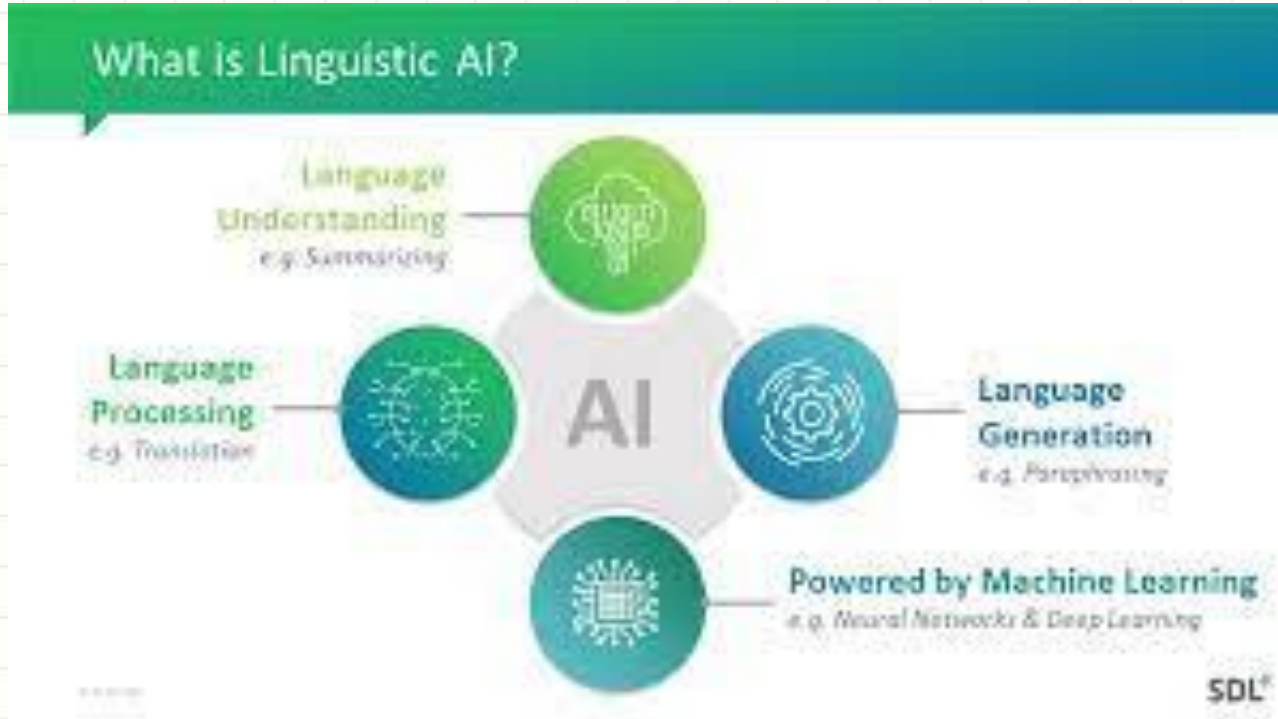 What is Linguistic AI?
Language
Understanding
e.g. Summarizing
Language
Processing
e.g. Translation
AI
Language
Generation
e.g. Paraphrasing
Powered by Machine Learning
e.g. Neural Networks & Deep Learning
SDL®